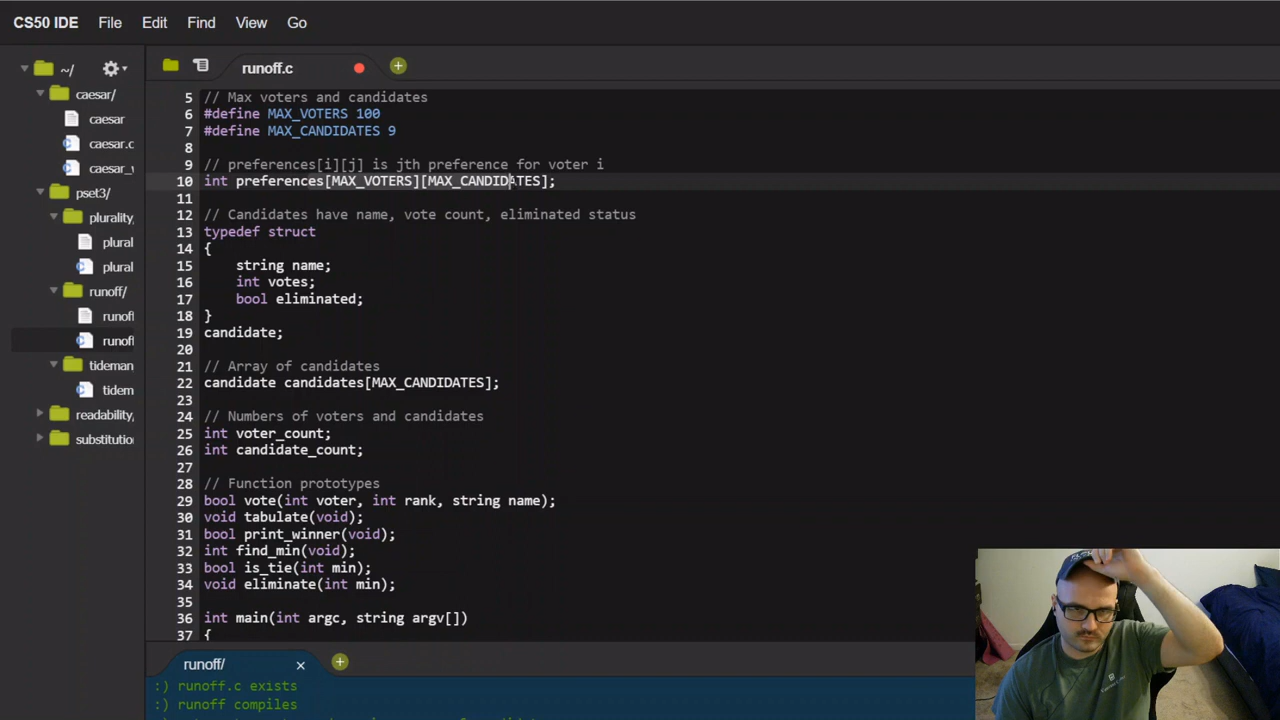 CS50 IDE File Edit Find View Go
~/
caesar/
caesar
caesar.c
pset3/
plurality
plural
plural
runoff/
runoff
runoff
tideman
tidem
readability,
substitution
runoff.c
5 // Max voters and candidates
6 #define MAX_VOTERS 100
7 #define MAX_CANDIDATES 9
8
9 // preferences[i][j] is jth preference for voter i
10 int preferences[MAX_VOTERS][MAX_CANDIDATES];
11
12 // Candidates have name, vote count, eliminated status
13 typedef struct
14 {
15 string name;
16 int votes;
17 bool eliminated;
18 }
19 candidate;
20
21 // Array of candidates
22 candidate candidates[MAX_CANDIDATES];
23
24 // Numbers of voters and candidates
25 int voter_count;
26 int candidate_count;
27
28 // Function prototypes
29 bool vote(int voter, int rank, string name);
30 void tabulate(void);
31 bool print_winner(void);
32 int find_min(void);
33 bool is_tie(int min);
34 void eliminate(int min);
35
36 int main(int argc, string argv[])
37 {
runoff/
:) runoff.c exists
:) runoff compiles